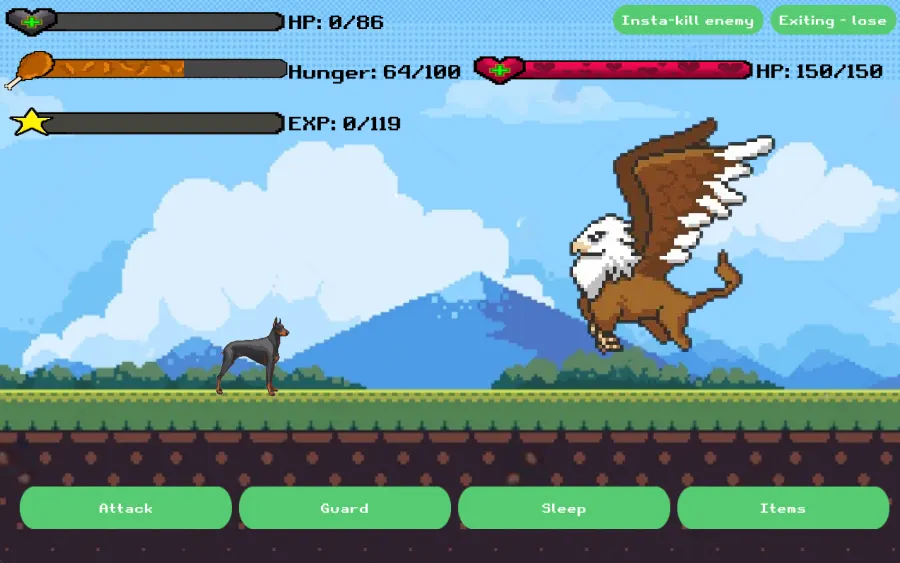 HP: 0/86
Insta-kill enemy
Exiting - lose
Hunger: 64/100
HP: 150/150
EXP: 0/119
Attack
Guard
Sleep
Items